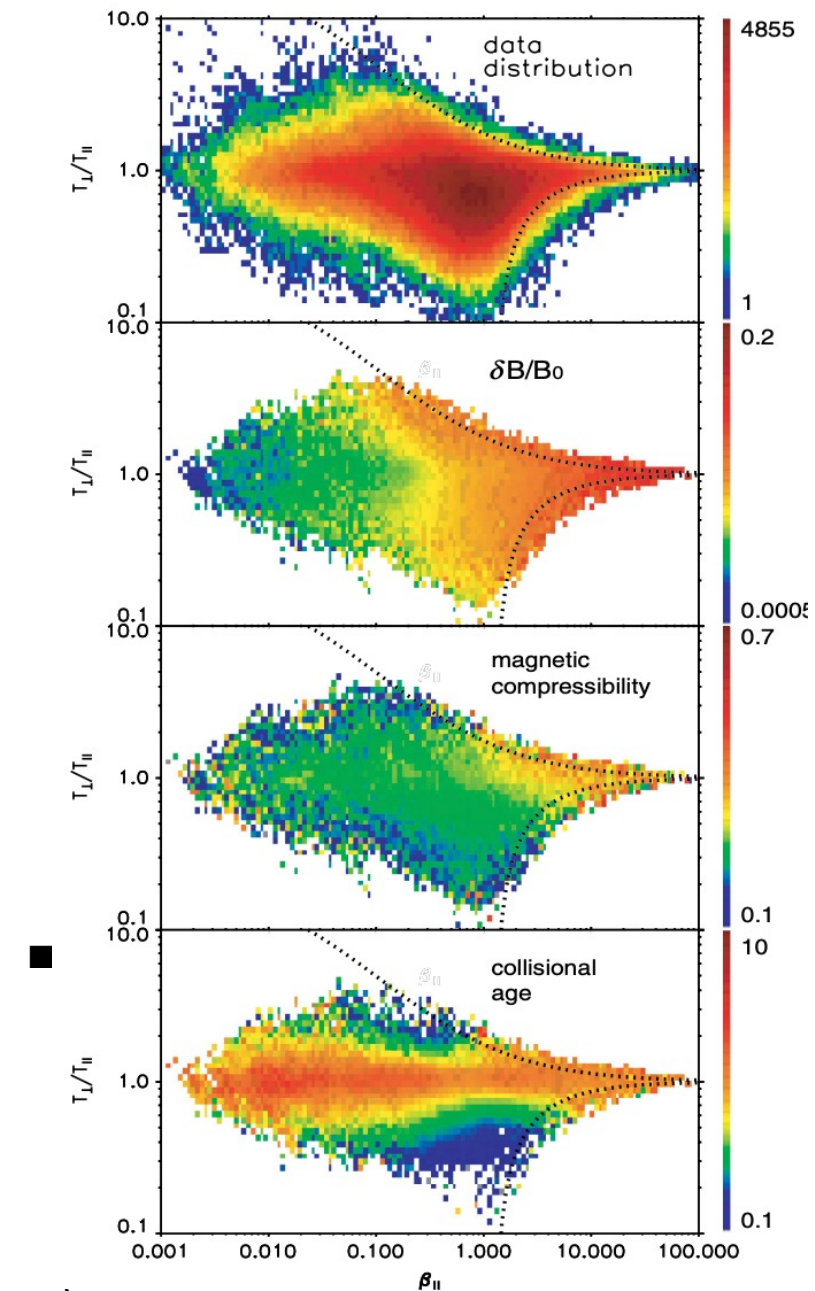 10.0
data
distribution
4855
T⊥/T∥
1.0
1
0.1
10.0
0.2
β∥
δB/B0
T⊥/T∥
1.0
0.0005
0.1
10.0
0.7
β∥
magnetic
compressibility
T⊥/T∥
1.0
0.1
0.1
10.0
10
β∥
collisional
age
T⊥/T∥
1.0
0.1
0.1
0.001 0.010 0.100 1.000 10.000 100.000
β∥